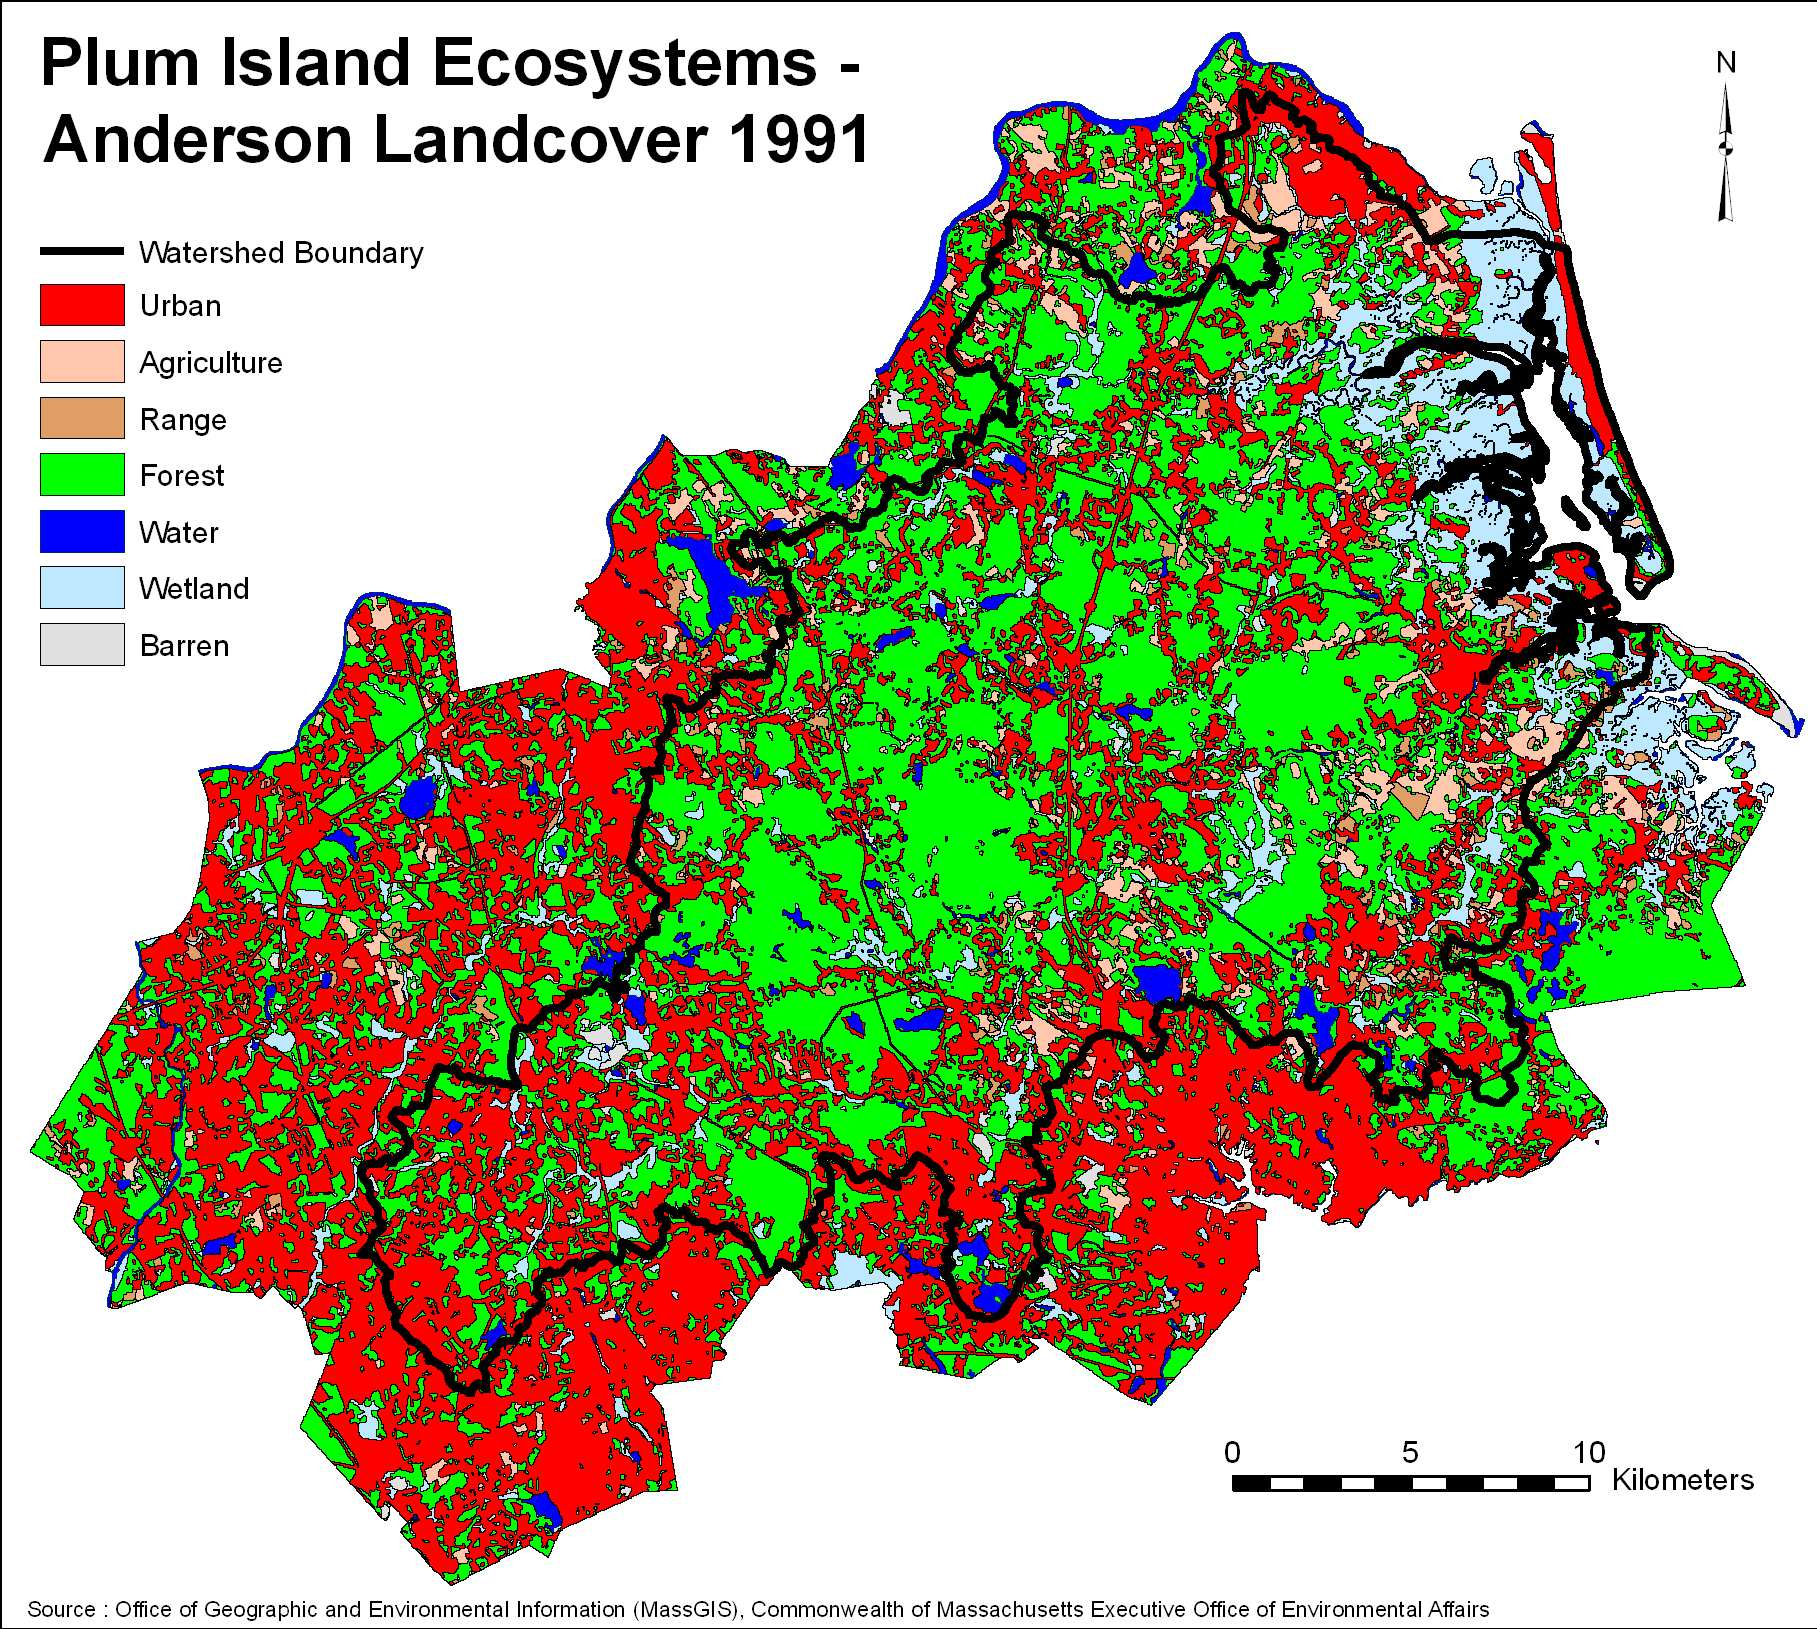 Plum Island Ecosystems -
Anderson Landcover 1991
N
Watershed Boundary
Urban
Agriculture
Range
Forest
Water
Wetland
Barren
0 5 10
Kilometers
Source : Office of Geographic and Environmental Information (MassGIS), Commonwealth of Massachusetts Executive Office of Environmental Affairs